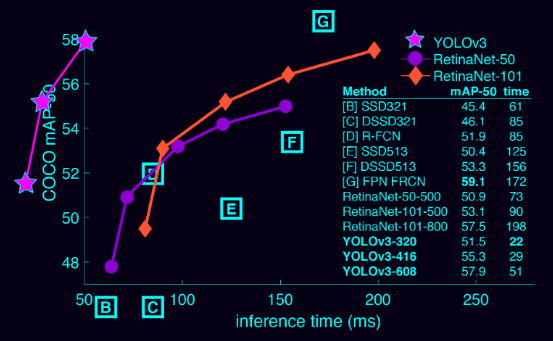 G
58
YOLOv3
RetinaNet-50
RetinaNet-101
56
54
52
50
48
COCO mAP-50
D
F
E
B
C
Method mAP-50 time
[B] SSD321 45.4 61
[C] DSSD321 46.1 85
[D] R-FCN 51.9 85
[E] SSD513 50.4 125
[F] DSSD513 53.3 156
[G] FPN FRCN 59.1 172
RetinaNet-50-500 50.9 73
RetinaNet-101-500 53.1 90
RetinaNet-101-800 57.5 198
YOLOv3-320 51.5 22
YOLOv3-416 55.3 29
YOLOv3-608 57.9 51
50 100 150 200 250
inference time (ms)